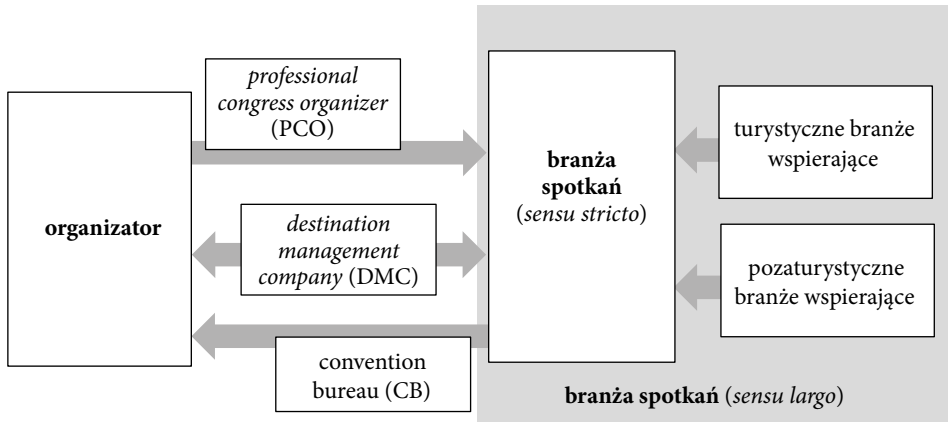 organizator
professional
congress organizer
(PCO)
destination
management
company (DMC)
convention
bureau (CB)
branża
spotkań
(sensu stricto)
turystyczne branże
wspierające
pozaturystyczne
branże wspierające
branża spotkań (sensu largo)